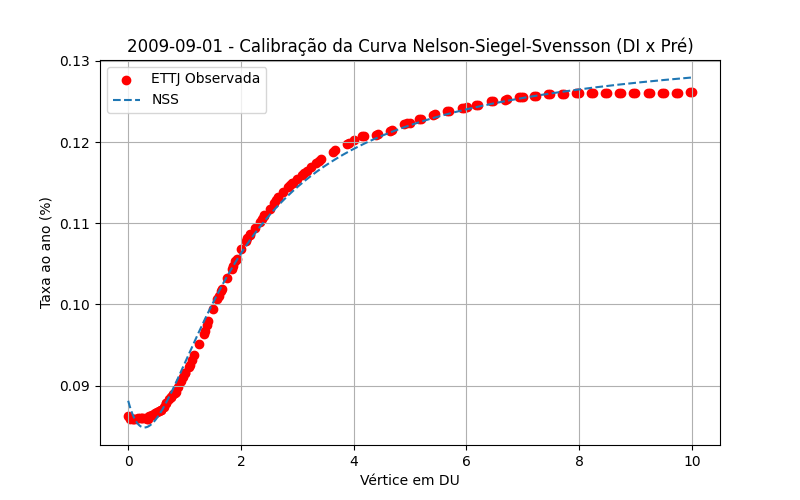 2009-09-01 - Calibração da Curva Nelson-Siegel-Svensson (DI x Pré)
ETTJ Observada
NSS
Taxa ao ano (%)
0.13
0.12
0.11
0.10
0.09
0 2 4 6 8 10
Vértice em DU